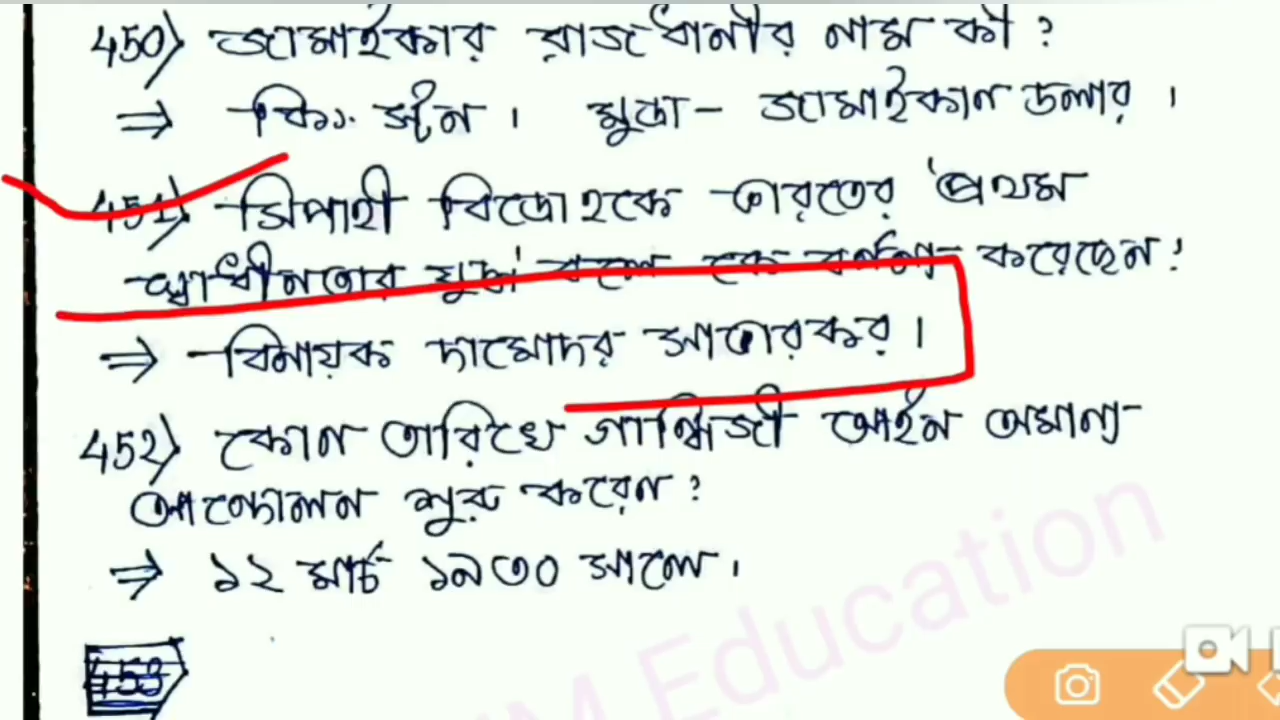 450) জামাইকার রাজধানীর নাম কী?
⇒ কিংস্টন। মুদ্রা - জামাইকান ডলার।
451) সিপাহী বিদ্রোহকে ভারতের 'প্রথম
স্বাধীনতার যুদ্ধ' বলে কে বর্ণনা করেছেন?
⇒ বিনায়ক দামোদর সাভারকর।
452) কোন তারিখে গান্ধিজী আইন অমান্য
আন্দোলন শুরু করেন?
⇒ ১২ মার্চ ১৯৩০ সালে।
453
M Education